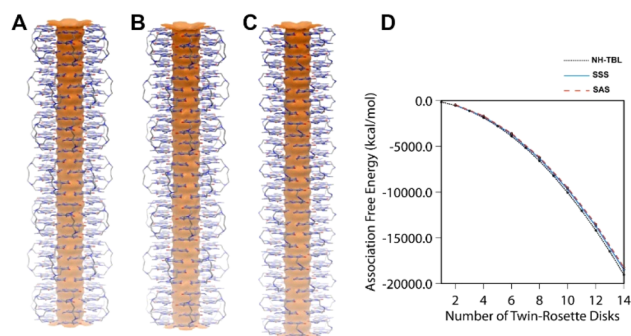 A B C D
NH-TBL
SSS
SAS
Association Free Energy (kcal/mol)
0.0
-5000.0
-10000.0
-15000.0
-20000.0
2 4 6 8 10 12 14
Number of Twin-Rosette Disks